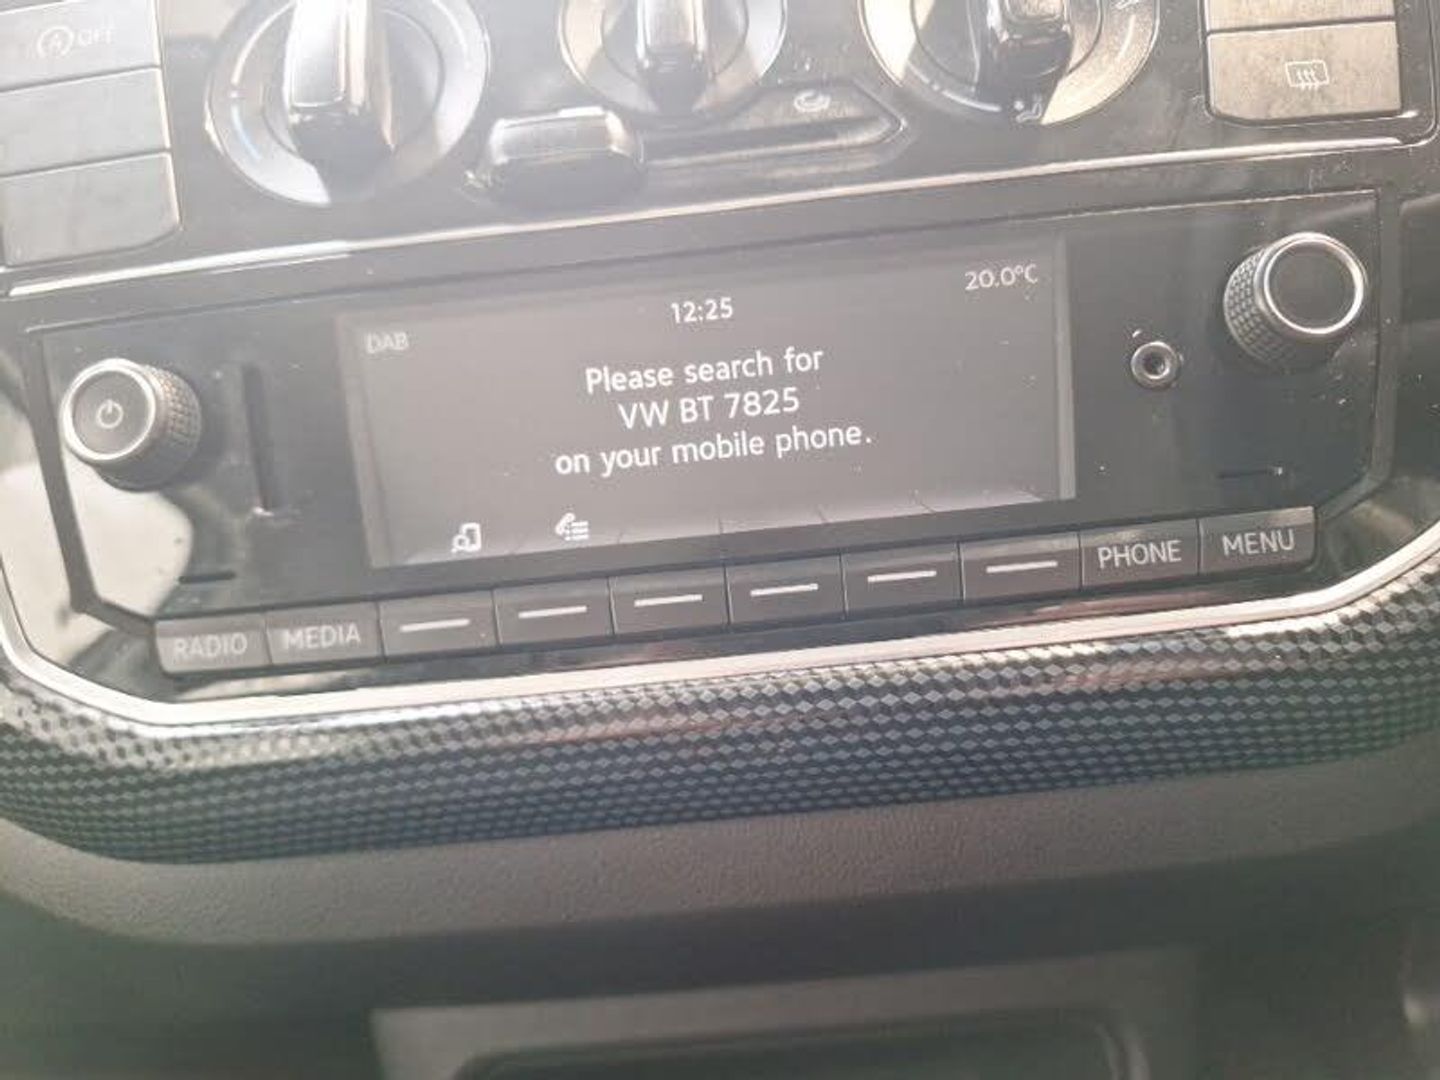 OFF
12:25
20.0°C
DAB
Please search for
VW BT 7825
on your mobile phone.
RADIO MEDIA PHONE MENU